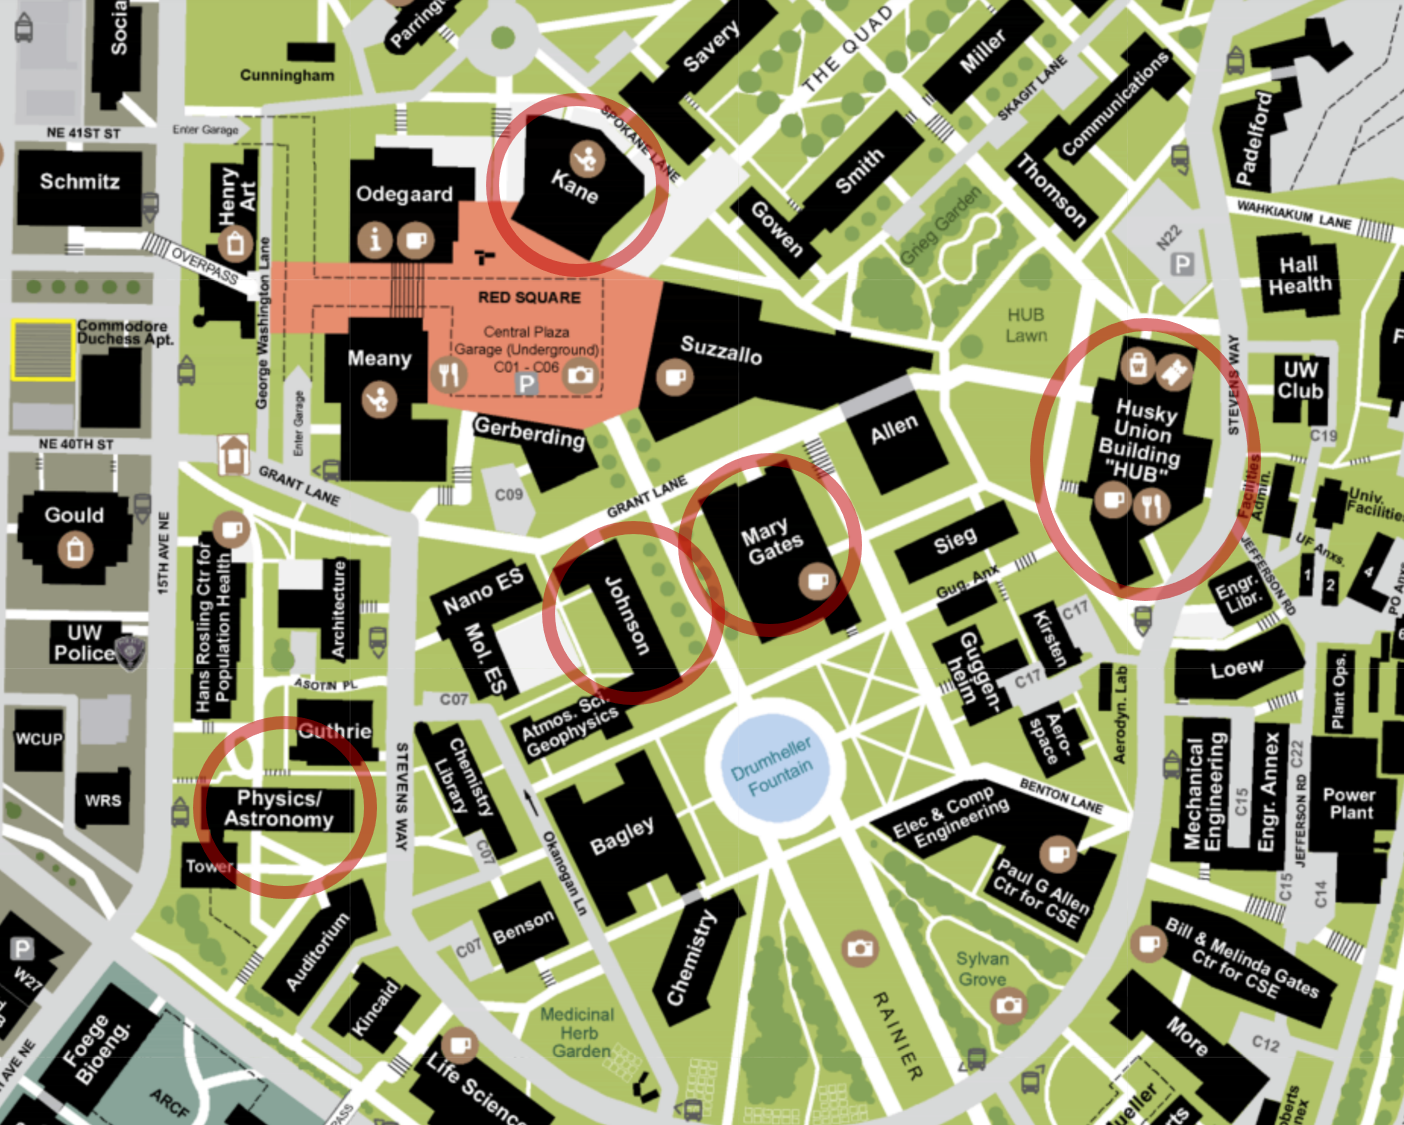 Social
Parrington
Cunningham
Savery
THE QUAD
Miller
SKAGIT LANE
Communications
Padelford
NE 41ST ST
Enter Garage
SPOKANE LANE
Schmitz
Henry
Art
Odegaard
Kane
Smith
Thomson
Gowen
Grieg Garden
WAHKIAKUM LANE
N22
P
OVERPASS
George Washington Lane
i
RED SQUARE
Central Plaza
Garage (Underground)
C01 - C06
P
HUB
Lawn
Hall
Health
Commodore
Duchess Apt.
Meany
Suzzallo
STEVENS WAY
UW
Club
C19
NE 40TH ST
Enter Garage
Gerberding
Allen
Husky
Union
Building
"HUB"
GRANT LANE
C09
GRANT LANE
Facilities
Admin.
Univ.
Facilities
Gould
15TH AVE NE
Mary
Gates
Sieg
UF Anxs.
JEFFERSON RD
1
2
4
PO Anxs
Hans Rosling Ctr for
Population Health
Architecture
Nano ES
Mol. ES
Johnson
Gug. Anx
Kirsten
C17
Engr.
Libr.
UW
Police
Guggen-
heim
C17
Loew
6
ASOTIN PL
C07
Atmos. Sci.
Geophysics
Aero-
space
Aerodyn. Lab
Plant Ops.
WCUP
Guthrie
STEVENS WAY
Chemistry
Library
Drumheller
Fountain
Mechanical
Engineering
C15
Engr. Annex
C22
JEFFERSON RD
WRS
Physics/
Astronomy
Tower
C07
Okanogan Ln
Bagley
BENTON LANE
Elec & Comp
Engineering
Power
Plant
Paul G Allen
Ctr for CSE
C15
C14
P
W27
Auditorium
Benson
C07
Chemistry
Sylvan
Grove
Bill & Melinda Gates
Ctr for CSE
Kincaid
Medicinal
Herb
Garden
RAINIER
More
C12
Foege
Bioeng.
ARCF
Life Science